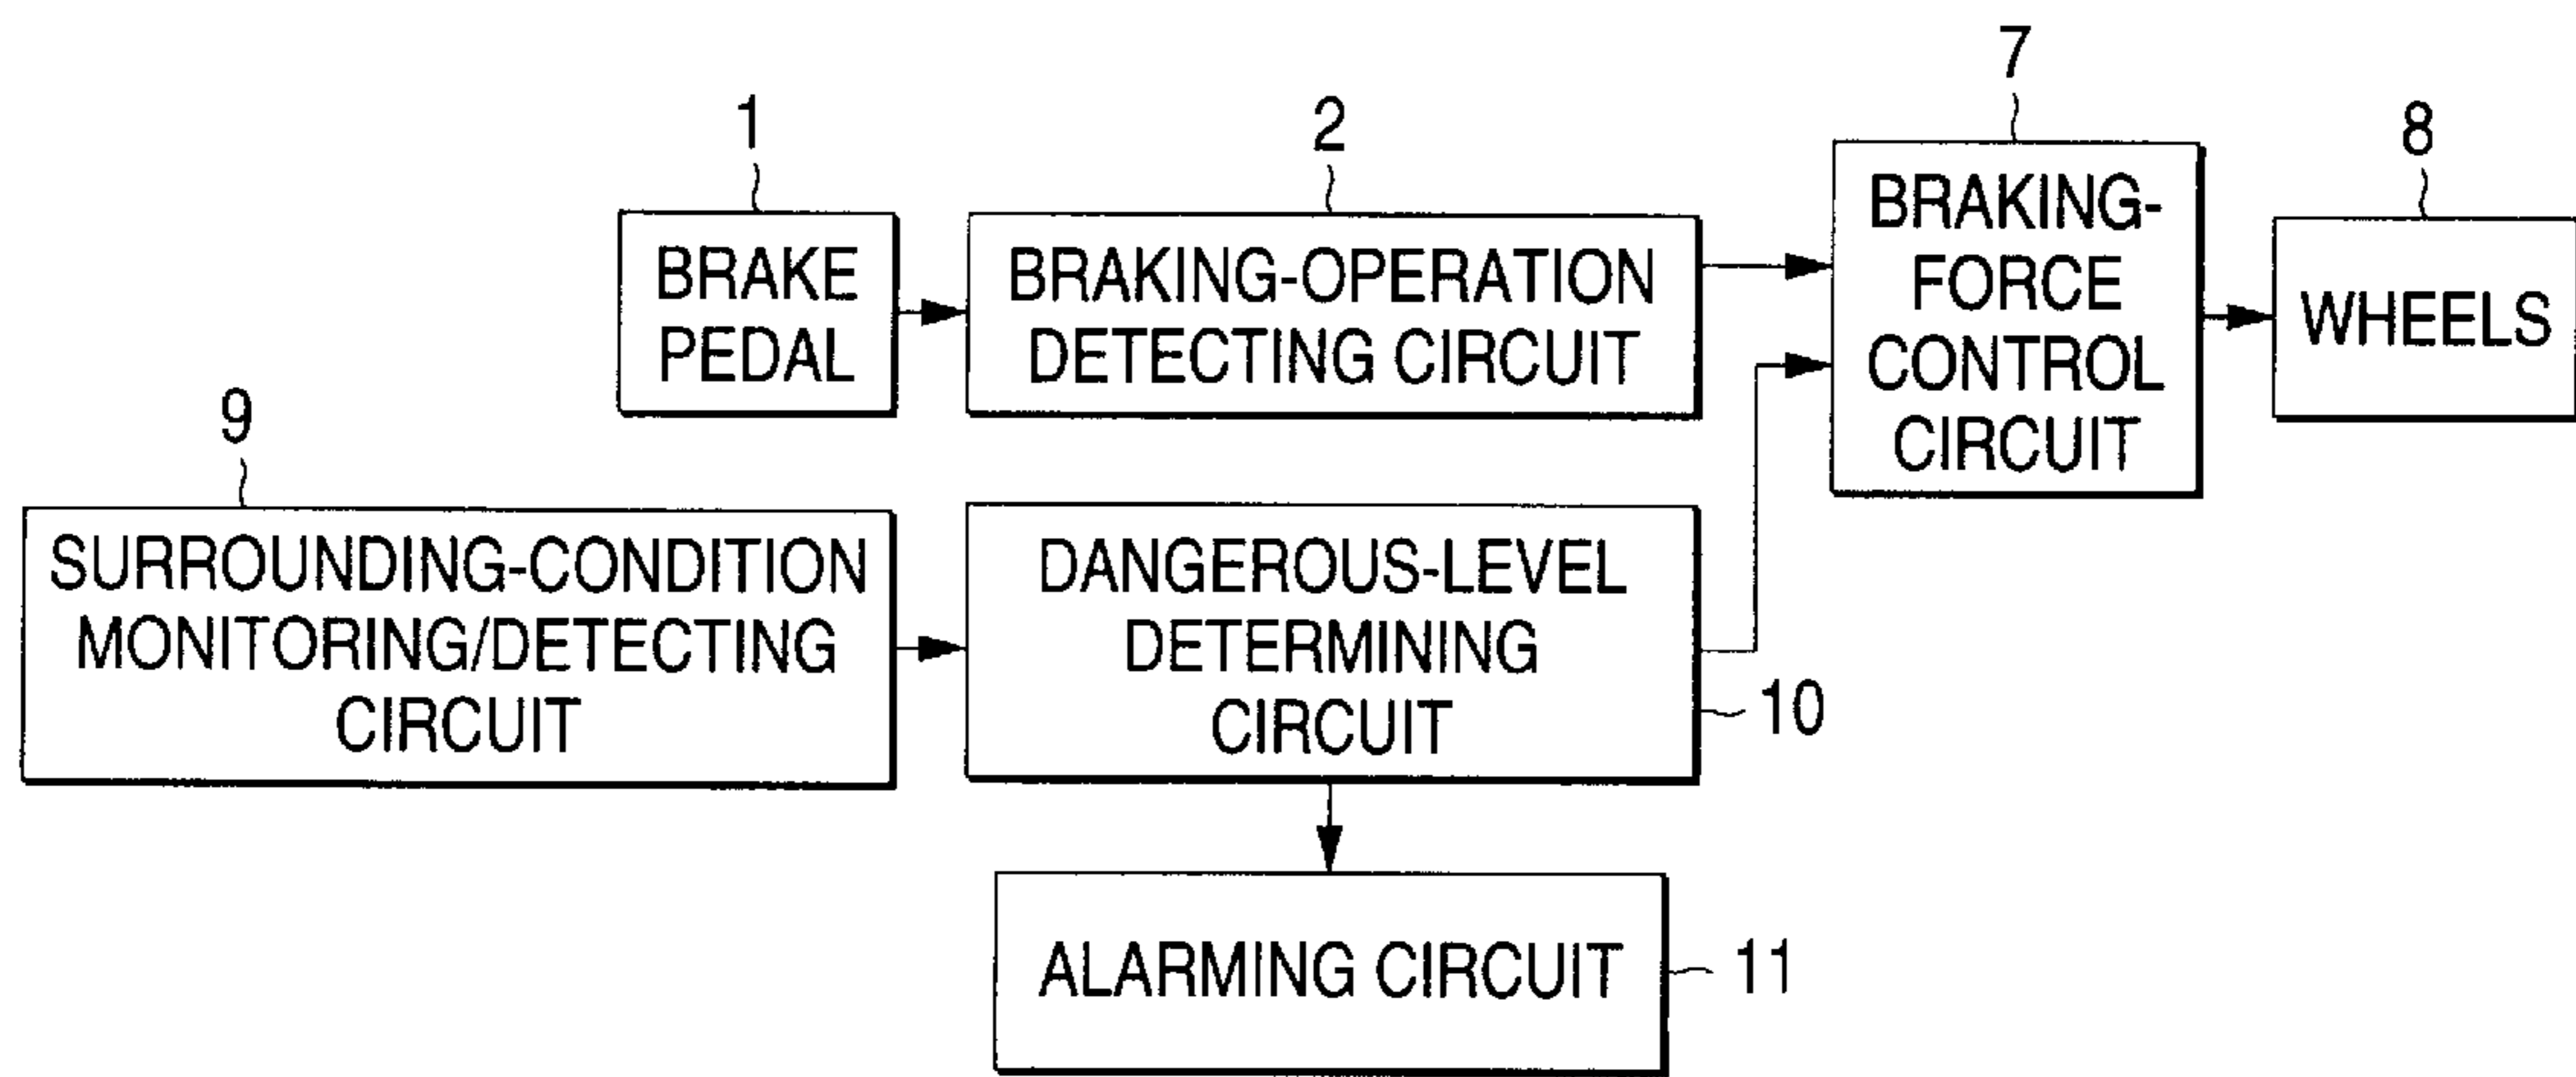 7
1
2
8
BRAKE
PEDAL
BRAKING-OPERATION
DETECTING CIRCUIT
BRAKING-
FORCE
CONTROL
CIRCUIT
WHEELS
9
SURROUNDING-CONDITION
MONITORING/DETECTING
CIRCUIT
DANGEROUS-LEVEL
DETERMINING
CIRCUIT
10
ALARMING CIRCUIT
11